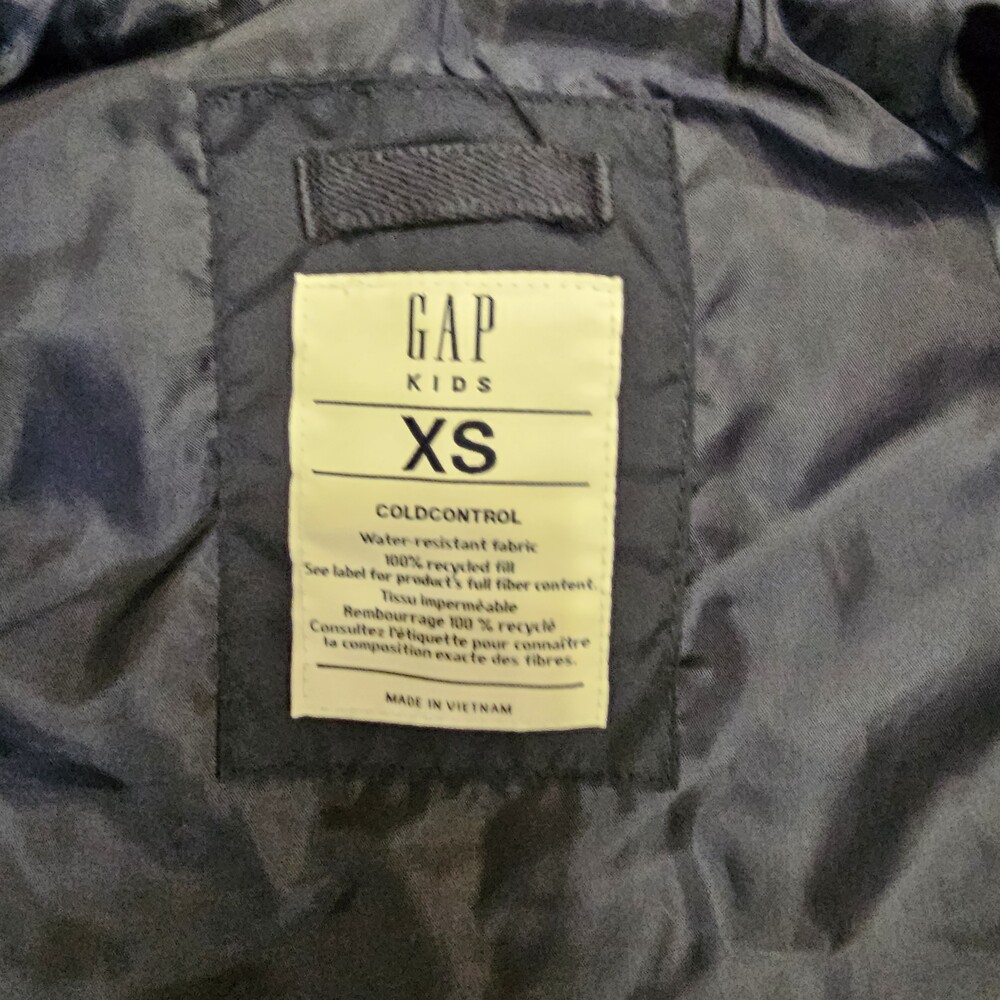 GAP
KIDS
XS
COLDCONTROL
Water-resistant fabric
100% recycled fill
See label for product's full fiber content.
Tissu imperméable
Rembourrage 100 % recyclé
Consultez l'étiquette pour connaître
la composition exacte des fibres.
MADE IN VIETNAM